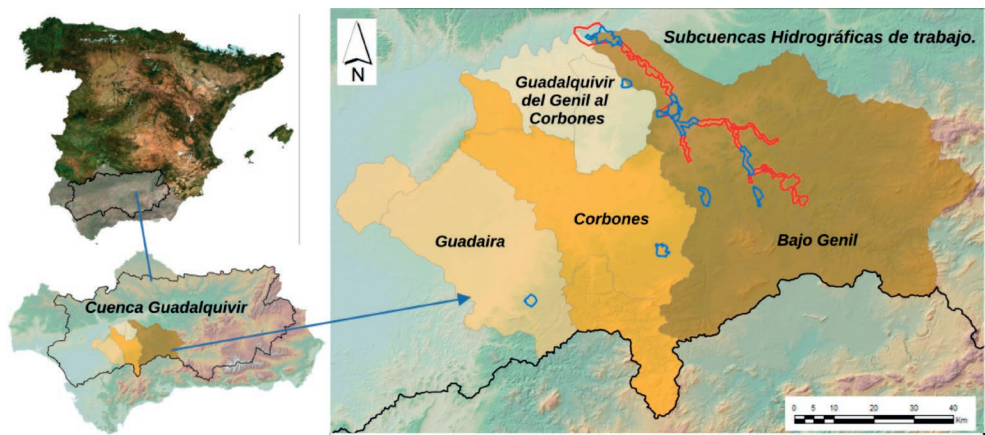 Subcuencas Hidrográficas de trabajo.
N
Guadalquivir
del Genil al
Corbones
Guadaira
Corbones
Bajo Genil
Cuenca Guadalquivir
0 5 10 20 30 40
Km